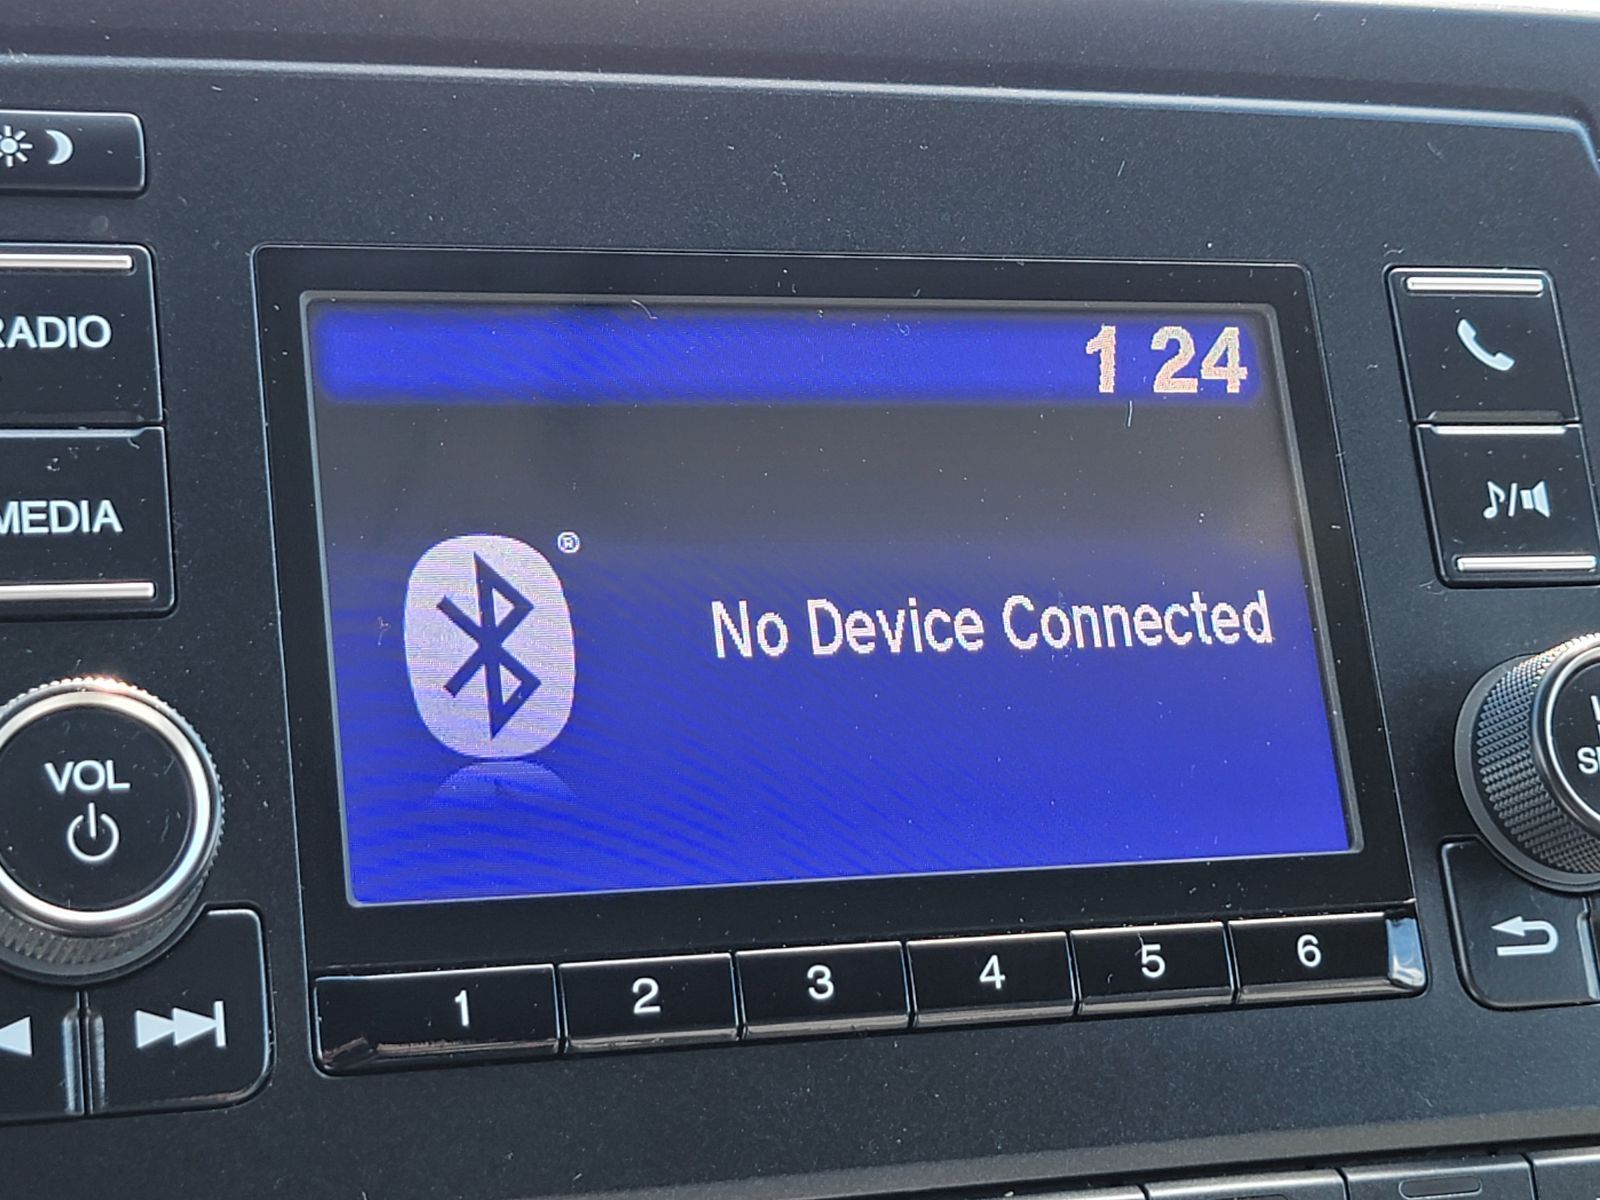 RADIO
1 24
MEDIA
®
No Device Connected
VOL
1 2 3 4 5 6